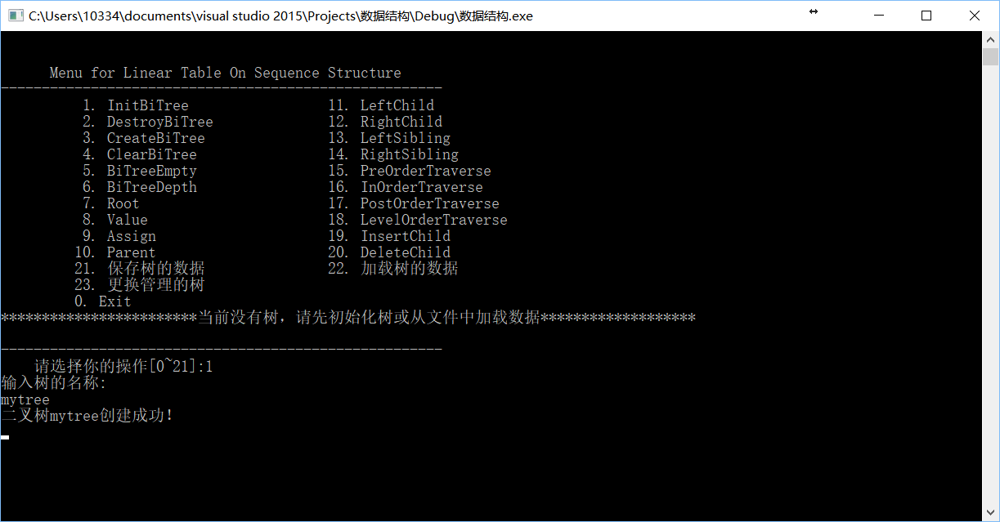 C:\Users\10334\documents\visual studio 2015\Projects\数据结构\Debug\数据结构.exe
Menu for Linear Table On Sequence Structure
------------------------------------------------------
1. InitBiTree 11. LeftChild
2. DestroyBiTree 12. RightChild
3. CreateBiTree 13. LeftSibling
4. ClearBiTree 14. RightSibling
5. BiTreeEmpty 15. PreOrderTraverse
6. BiTreeDepth 16. InOrderTraverse
7. Root 17. PostOrderTraverse
8. Value 18. LevelOrderTraverse
9. Assign 19. InsertChild
10. Parent 20. DeleteChild
21. 保存树的数据 22. 加载树的数据
23. 更换管理的树
0. Exit
************************当前没有树，请先初始化树或从文件中加载数据*******************
------------------------------------------------------
请选择你的操作[0~21]:1
输入树的名称:
mytree
二叉树mytree创建成功!